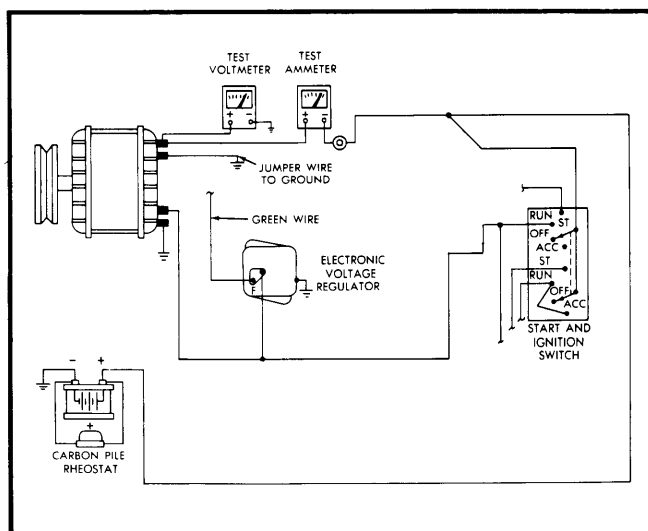 TEST
VOLTMETER
TEST
AMMETER
+ −
+ −
JUMPER WIRE
TO GROUND
GREEN WIRE
RUN
ST
OFF
ACC
ST
RUN
OFF
ACC
ELECTRONIC
VOLTAGE
REGULATOR
F
START AND
IGNITION
SWITCH
− +
+
CARBON PILE
RHEOSTAT